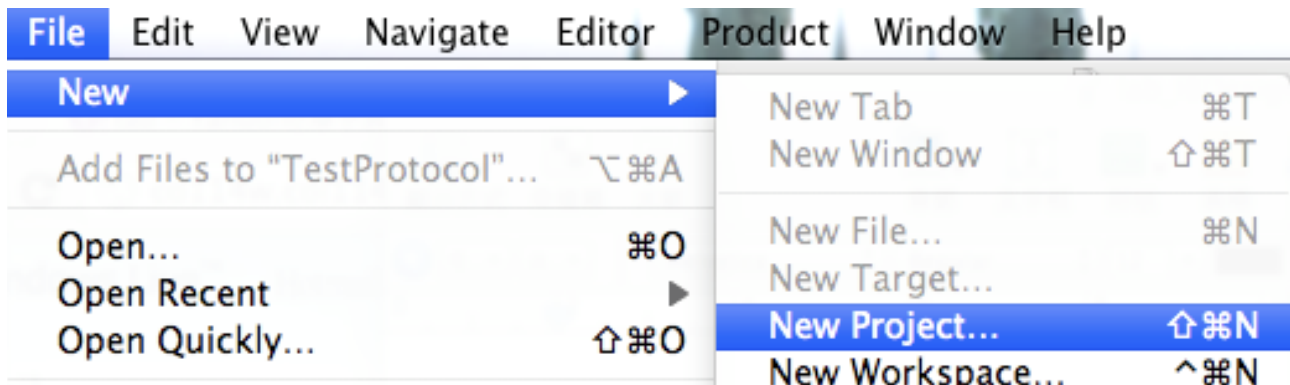 File Edit View Navigate Editor Product Window Help
New
Add Files to "TestProtocol"... ⌥⌘A
Open... ⌘O
Open Recent
Open Quickly... ⇧⌘O
New Tab ⌘T
New Window ⇧⌘T
New File... ⌘N
New Target...
New Project... ⇧⌘N
New Workspace... ^⌘N